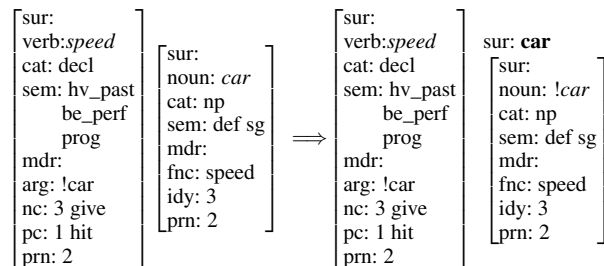 sur:
verb:speed
cat: decl
sem: hv_past
be_perf
prog
mdr:
arg: !car
nc: 3 give
pc: 1 hit
prn: 2
sur:
noun: car
cat: np
sem: def sg
mdr:
fnc: speed
idy: 3
prn: 2
⟹
sur:
verb:speed
cat: decl
sem: hv_past
be_perf
prog
mdr:
arg: !car
nc: 3 give
pc: 1 hit
prn: 2
sur: car
sur:
noun: !car
cat: np
sem: def sg
mdr:
fnc: speed
idy: 3
prn: 2